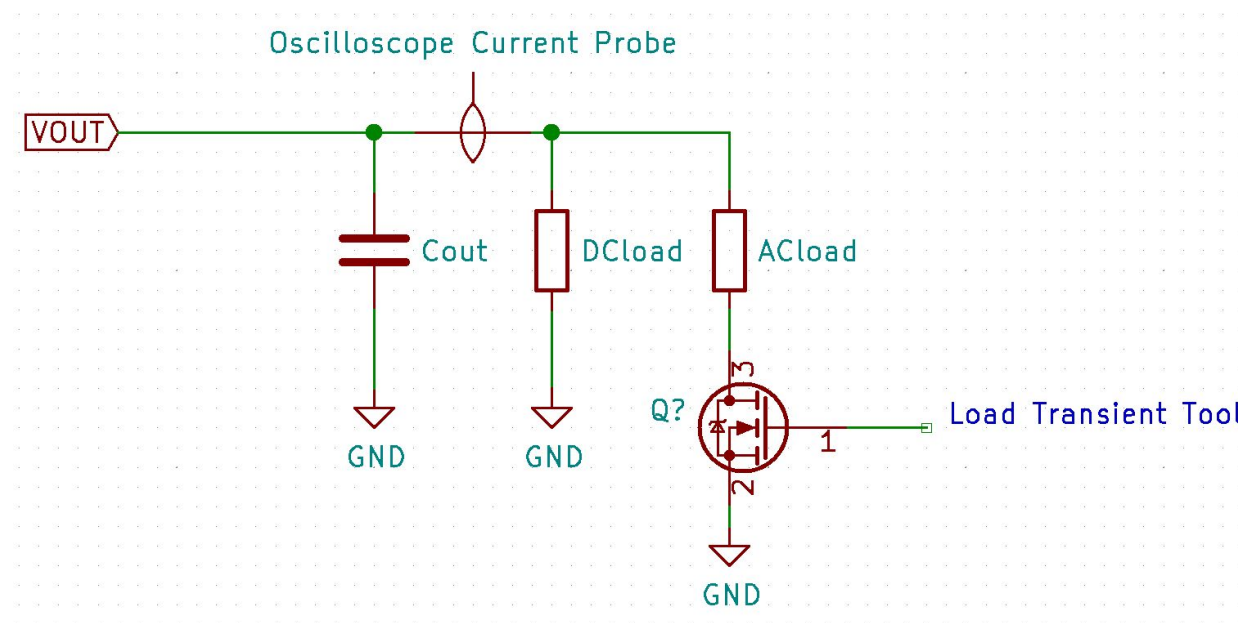 Oscilloscope Current Probe
VOUT
Cout
DCload
ACload
3
Q?
Load Transient Tool
1
GND
GND
2
GND